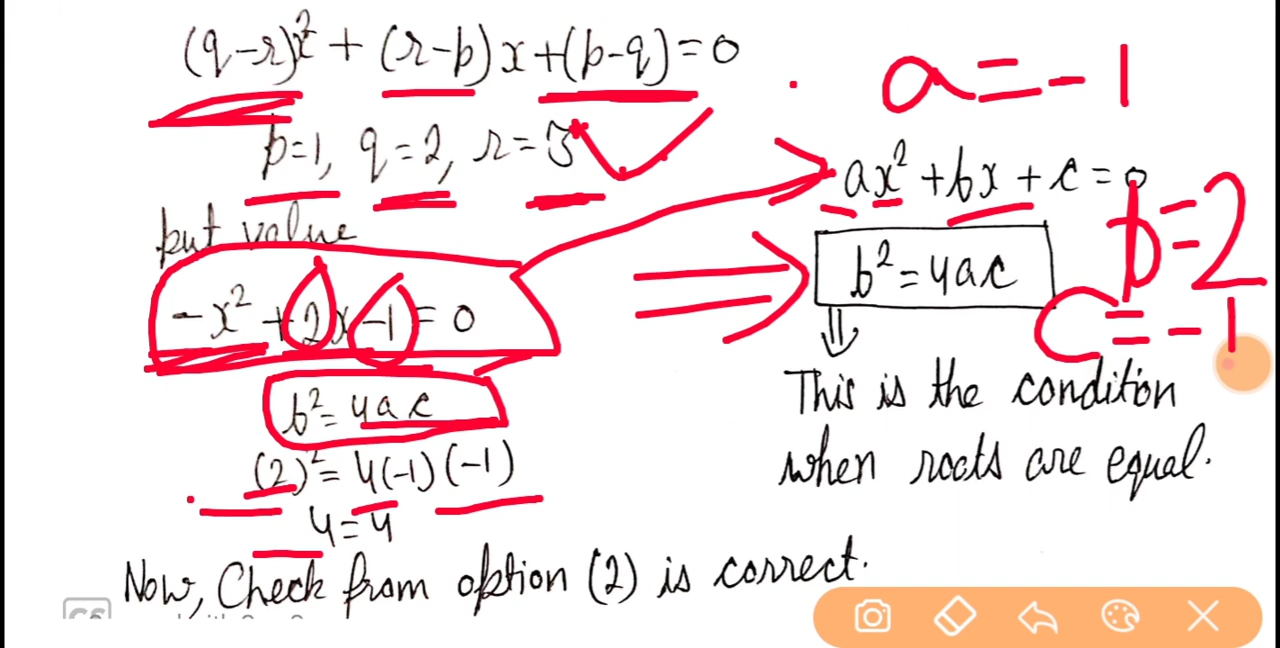 (q-r)x² + (r-p)x + (p-q) = 0
p=1, q=2, r=3
put value
-x² + 2x - 1 = 0
b² = 4ac
(2)² = 4(-1)(-1)
4 = 4
Now, Check from option (2) is correct.
a = -1
ax² + bx + c = 0
b = 2
b² = 4ac
c = -1
This is the condition
when roots are equal.